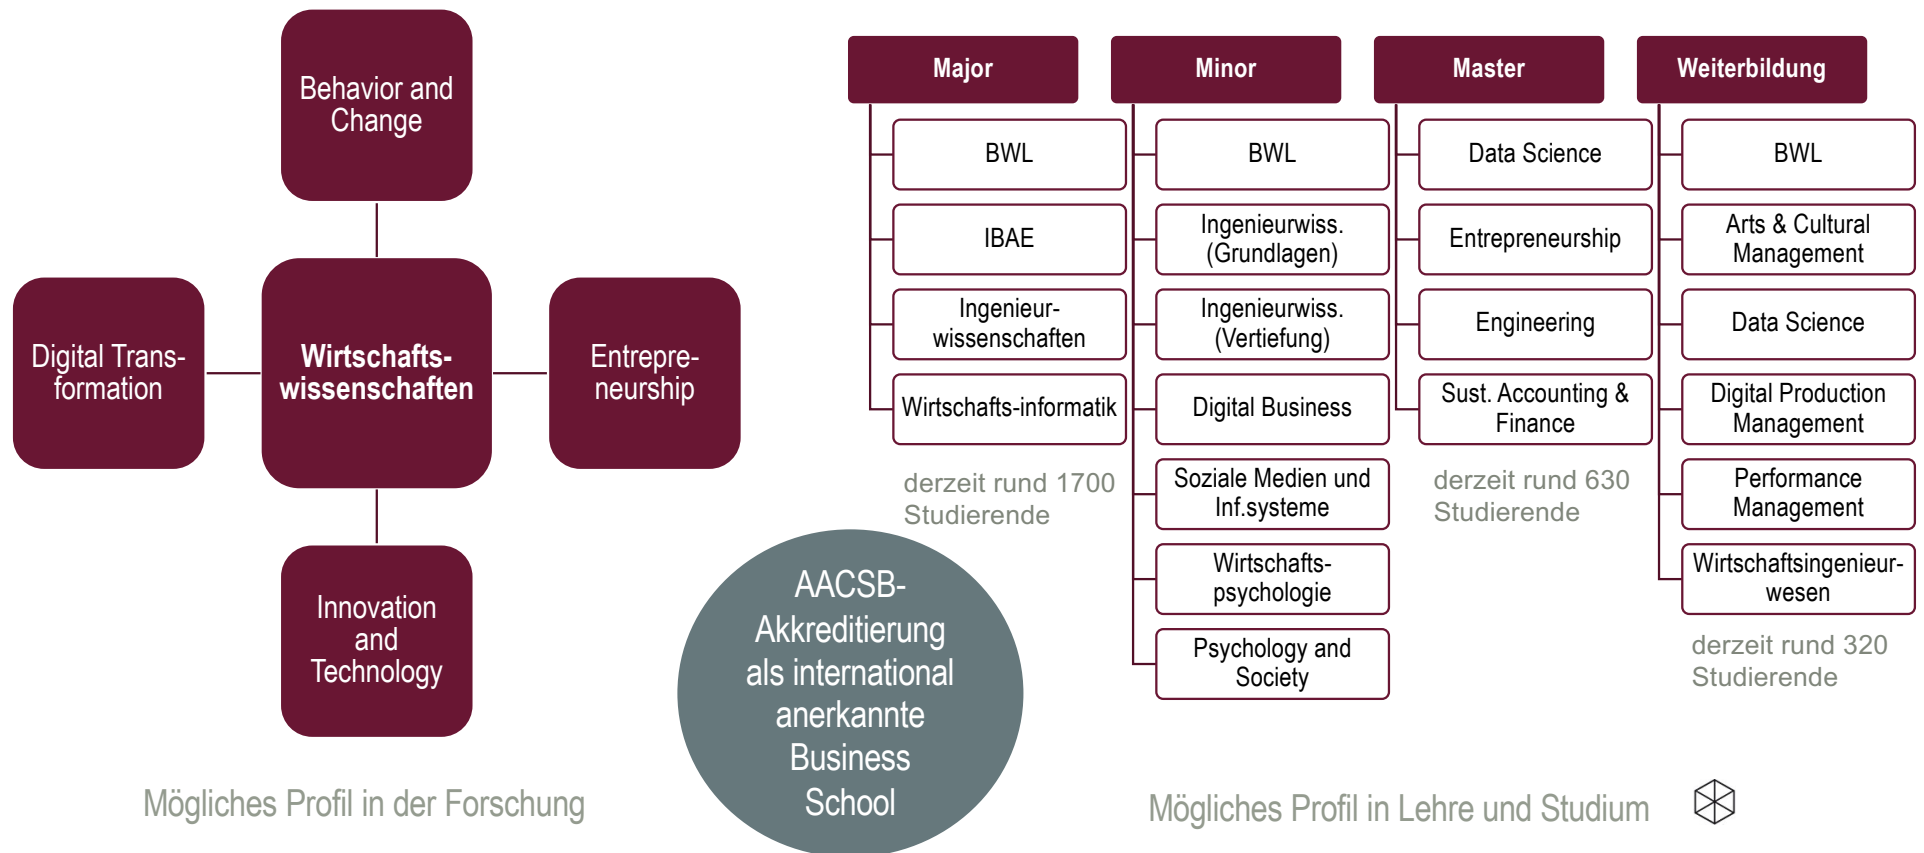 Behavior and
Change
Digital Trans-
formation
Wirtschafts-
wissenschaften
Entrepre-
neurship
Innovation
and
Technology
Mögliches Profil in der Forschung
AACSB-
Akkreditierung
als international
anerkannte
Business
School
Major
BWL
IBAE
Ingenieur-
wissenschaften
Wirtschafts-informatik
derzeit rund 1700
Studierende
Minor
BWL
Ingenieurwiss.
(Grundlagen)
Ingenieurwiss.
(Vertiefung)
Digital Business
Soziale Medien und
Inf.systeme
Wirtschafts-
psychologie
Psychology and
Society
Master
Data Science
Entrepreneurship
Engineering
Sust. Accounting &
Finance
derzeit rund 630
Studierende
Weiterbildung
BWL
Arts & Cultural
Management
Data Science
Digital Production
Management
Performance
Management
Wirtschaftsingenieur-
wesen
derzeit rund 320
Studierende
Mögliches Profil in Lehre und Studium